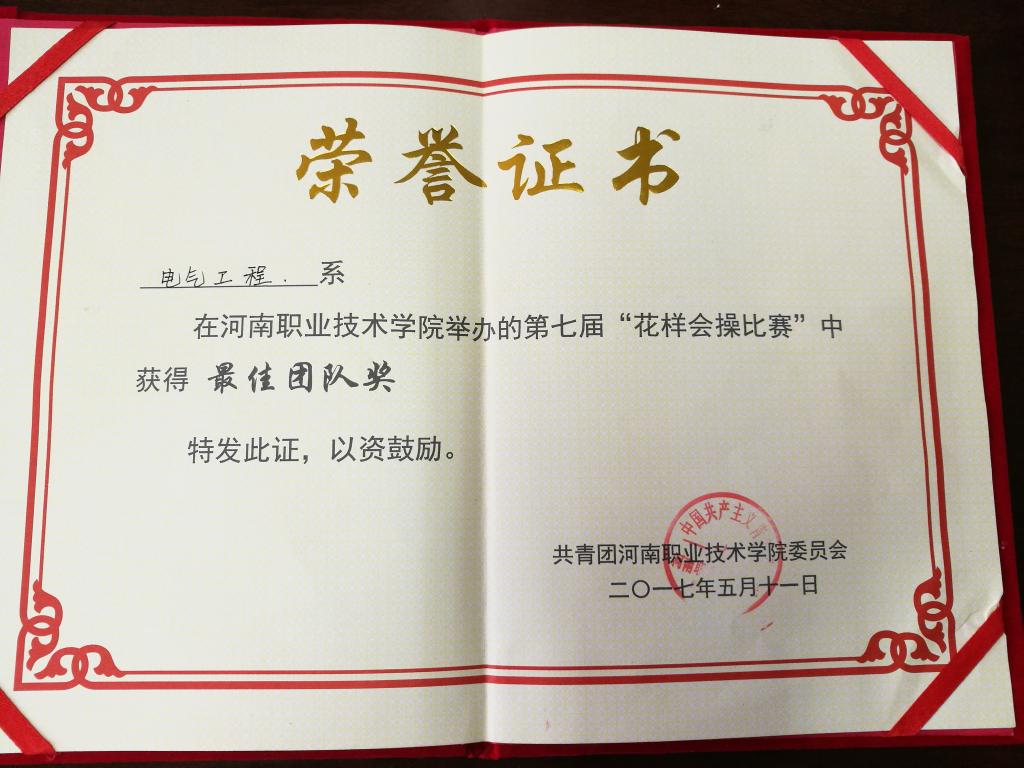 荣誉证书
电气工程.系
在河南职业技术学院举办的第七届“花样会操比赛”中
获得 最佳团队奖
特发此证，以资鼓励。
中国共产主义青
共青团河南职业技术学院委员会
二〇一七年五月十一日